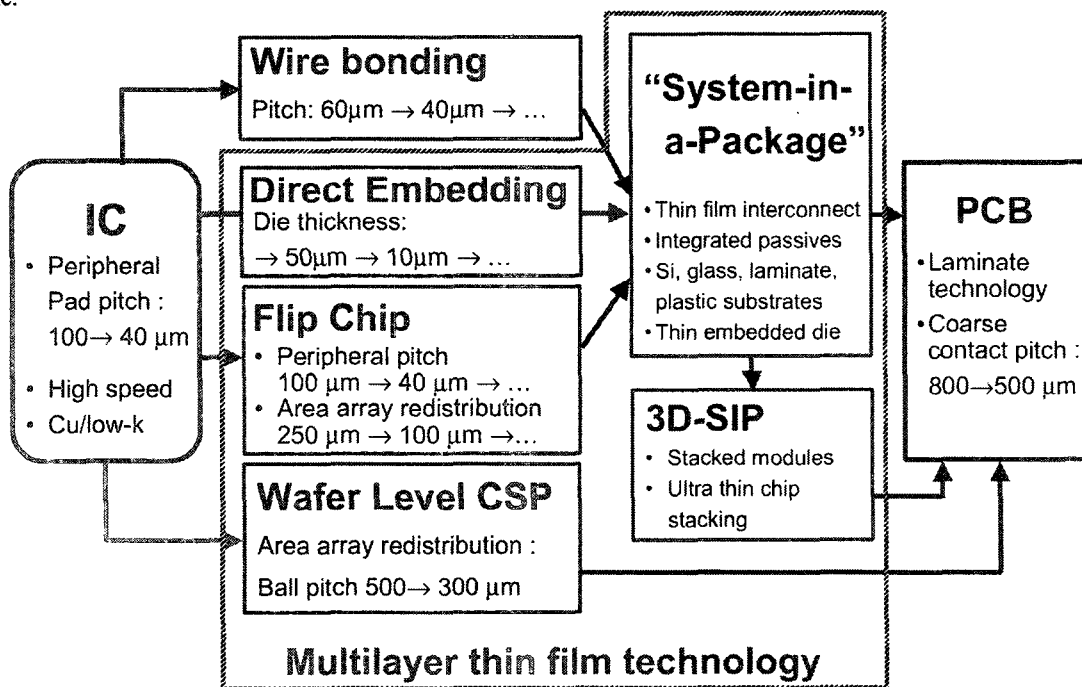 Wire bonding
Pitch: 60µm → 40µm → ...
Direct Embedding
Die thickness:
→ 50µm → 10µm → ...
Flip Chip
• Peripheral pitch
100 µm → 40 µm → ...
• Area array redistribution
250 µm → 100 µm →...
Wafer Level CSP
Area array redistribution :
Ball pitch 500→ 300 µm
IC
• Peripheral
Pad pitch :
100→ 40 µm
• High speed
• Cu/low-k
“System-in-
a-Package”
• Thin film interconnect
• Integrated passives
• Si, glass, laminate,
plastic substrates
• Thin embedded die
3D-SIP
• Stacked modules
• Ultra thin chip
stacking
PCB
• Laminate
technology
• Coarse
contact pitch :
800→500 µm
Multilayer thin film technology